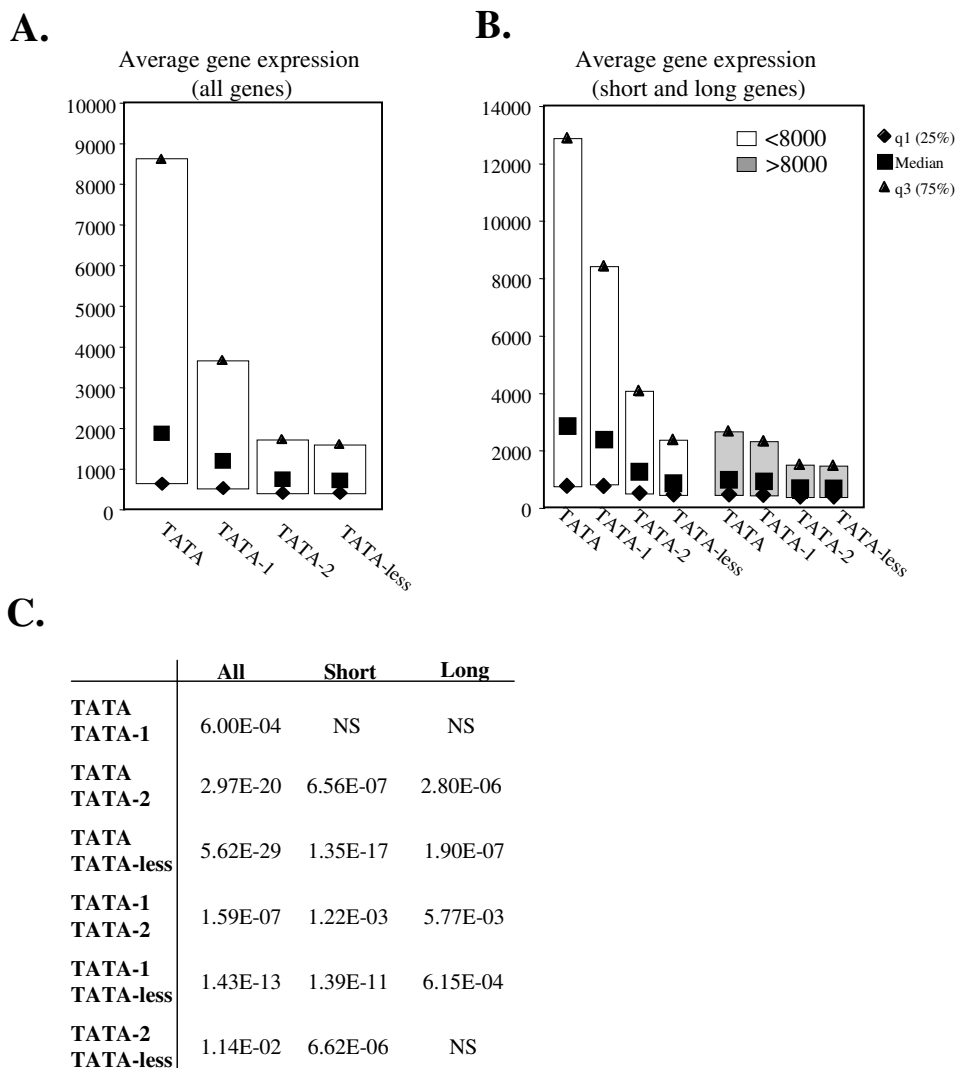 A.
Average gene expression
(all genes)
10000
9000
8000
7000
6000
5000
4000
3000
2000
1000
0
TATA
TATA-1
TATA-2
TATA-less
B.
Average gene expression
(short and long genes)
14000
12000
10000
8000
6000
4000
2000
0
<8000
>8000
q1 (25%)
Median
q3 (75%)
TATA
TATA-1
TATA-2
TATA-less
TATA
TATA-1
TATA-2
TATA-less
C.
All Short Long
TATA
TATA-1 6.00E-04 NS NS
TATA
TATA-2 2.97E-20 6.56E-07 2.80E-06
TATA
TATA-less 5.62E-29 1.35E-17 1.90E-07
TATA-1
TATA-2 1.59E-07 1.22E-03 5.77E-03
TATA-1
TATA-less 1.43E-13 1.39E-11 6.15E-04
TATA-2
TATA-less 1.14E-02 6.62E-06 NS